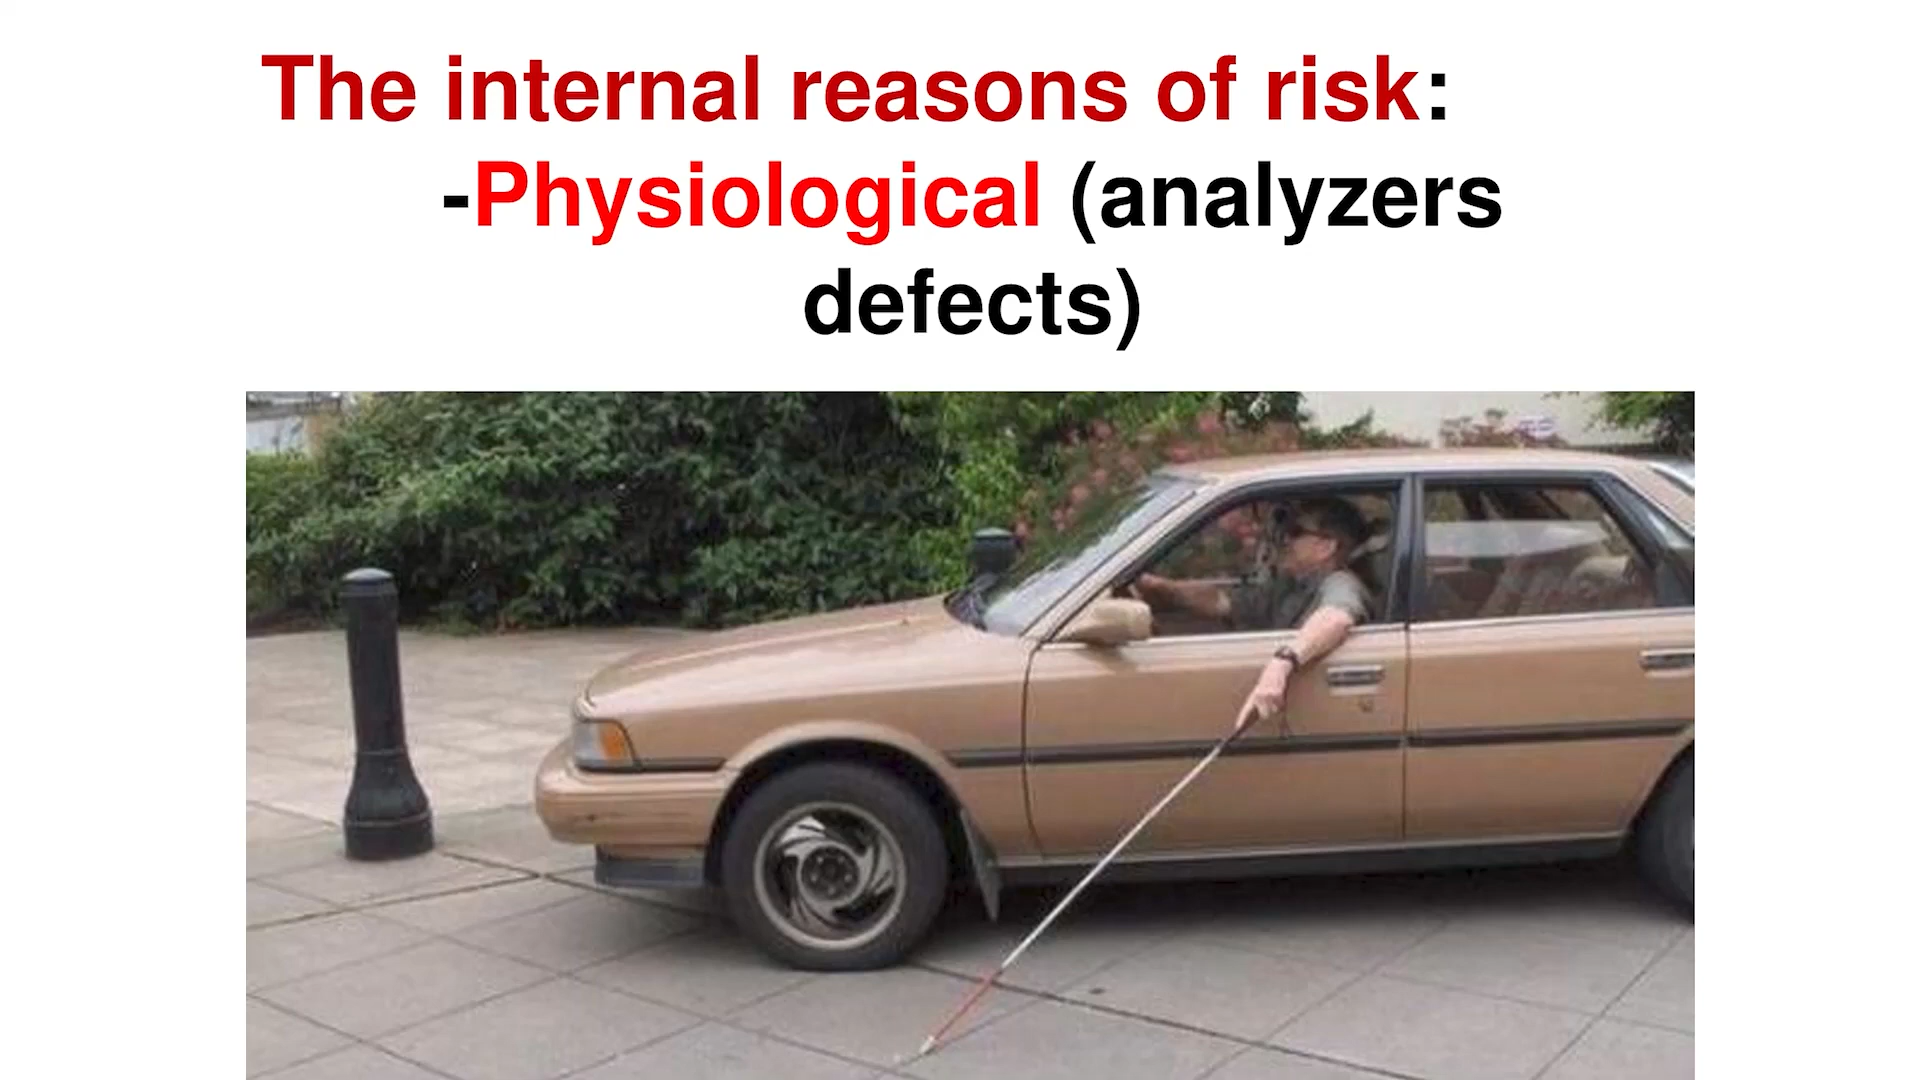 The internal reasons of risk:
-Physiological (analyzers
defects)